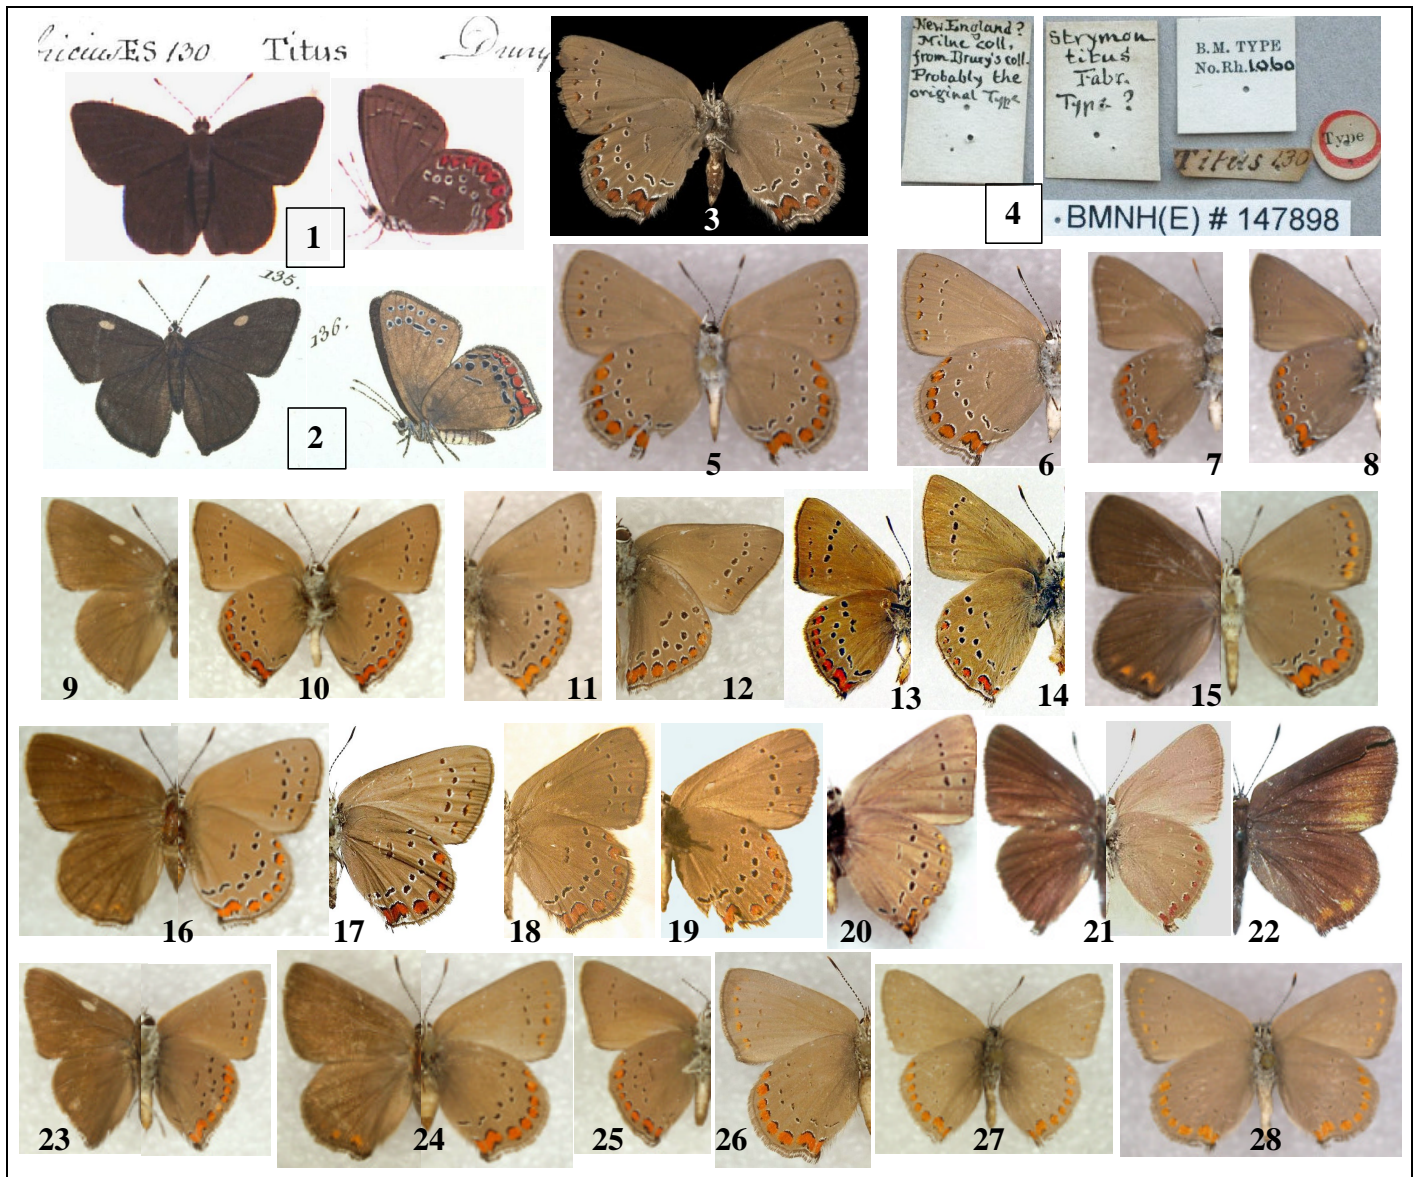 ES 130 Titus Drury
1
135.
136.
2
3
New England?
Milne coll.
from Drury's coll.
Probably the
original Type
Strymon
titus
Fabr.
Type ?
B.M. TYPE
No.Rh.1060
Titus 130
Type
4
BMNH(E) # 147898
5
6
7
8
9
10
11
12
13
14
15
16
17
18
19
20
21
22
23
24
25
26
27
28